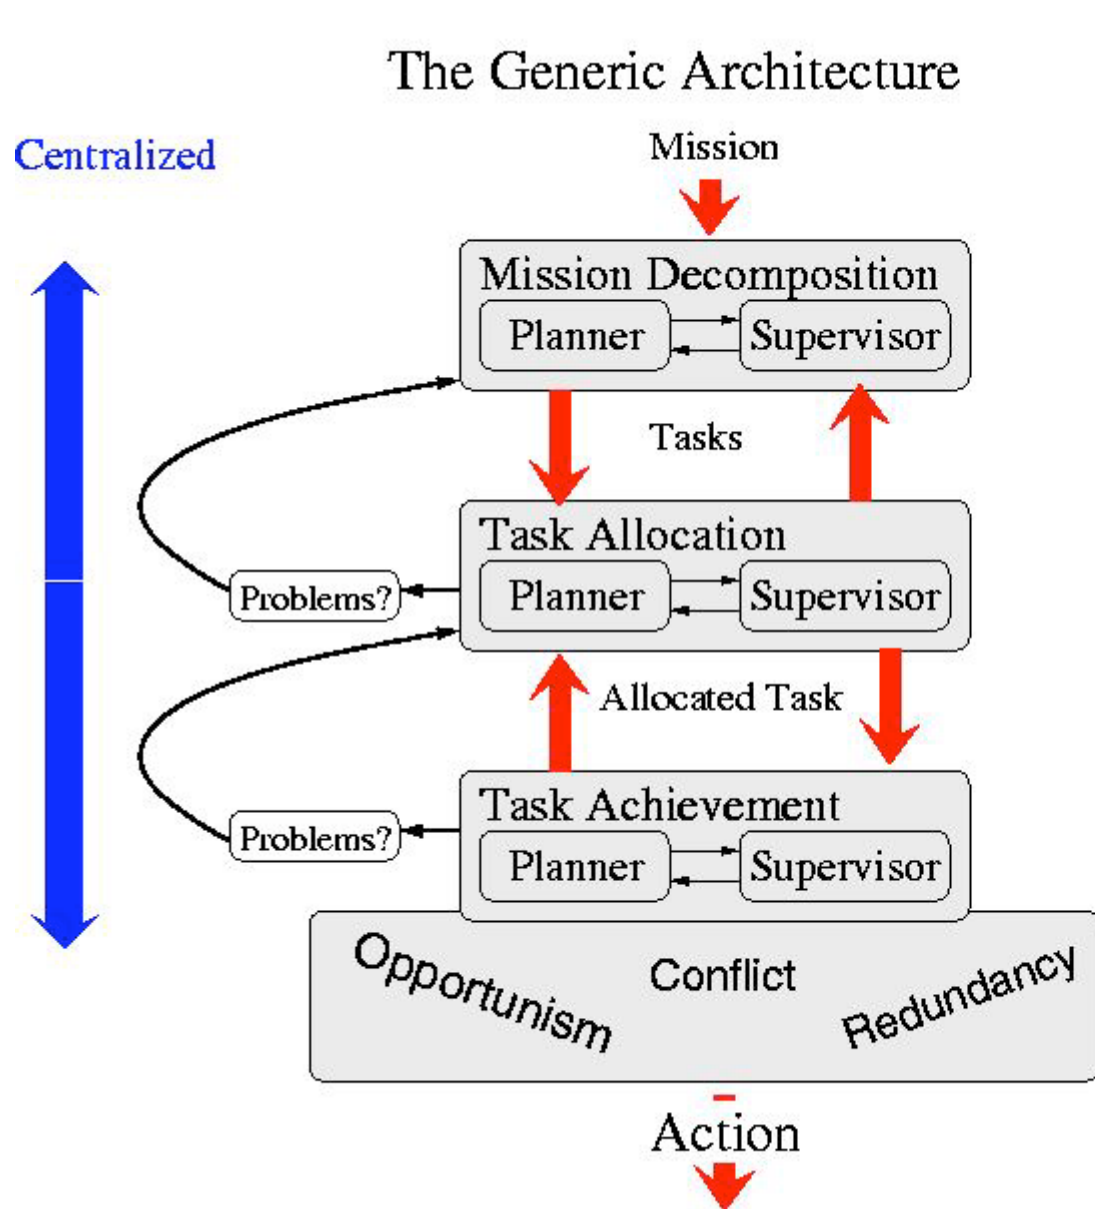 The Generic Architecture
Centralized
Mission
Mission Decomposition
Planner
Supervisor
Tasks
Task Allocation
Planner
Supervisor
Problems?
Allocated Task
Task Achievement
Planner
Supervisor
Problems?
Opportunism
Conflict
Redundancy
Action